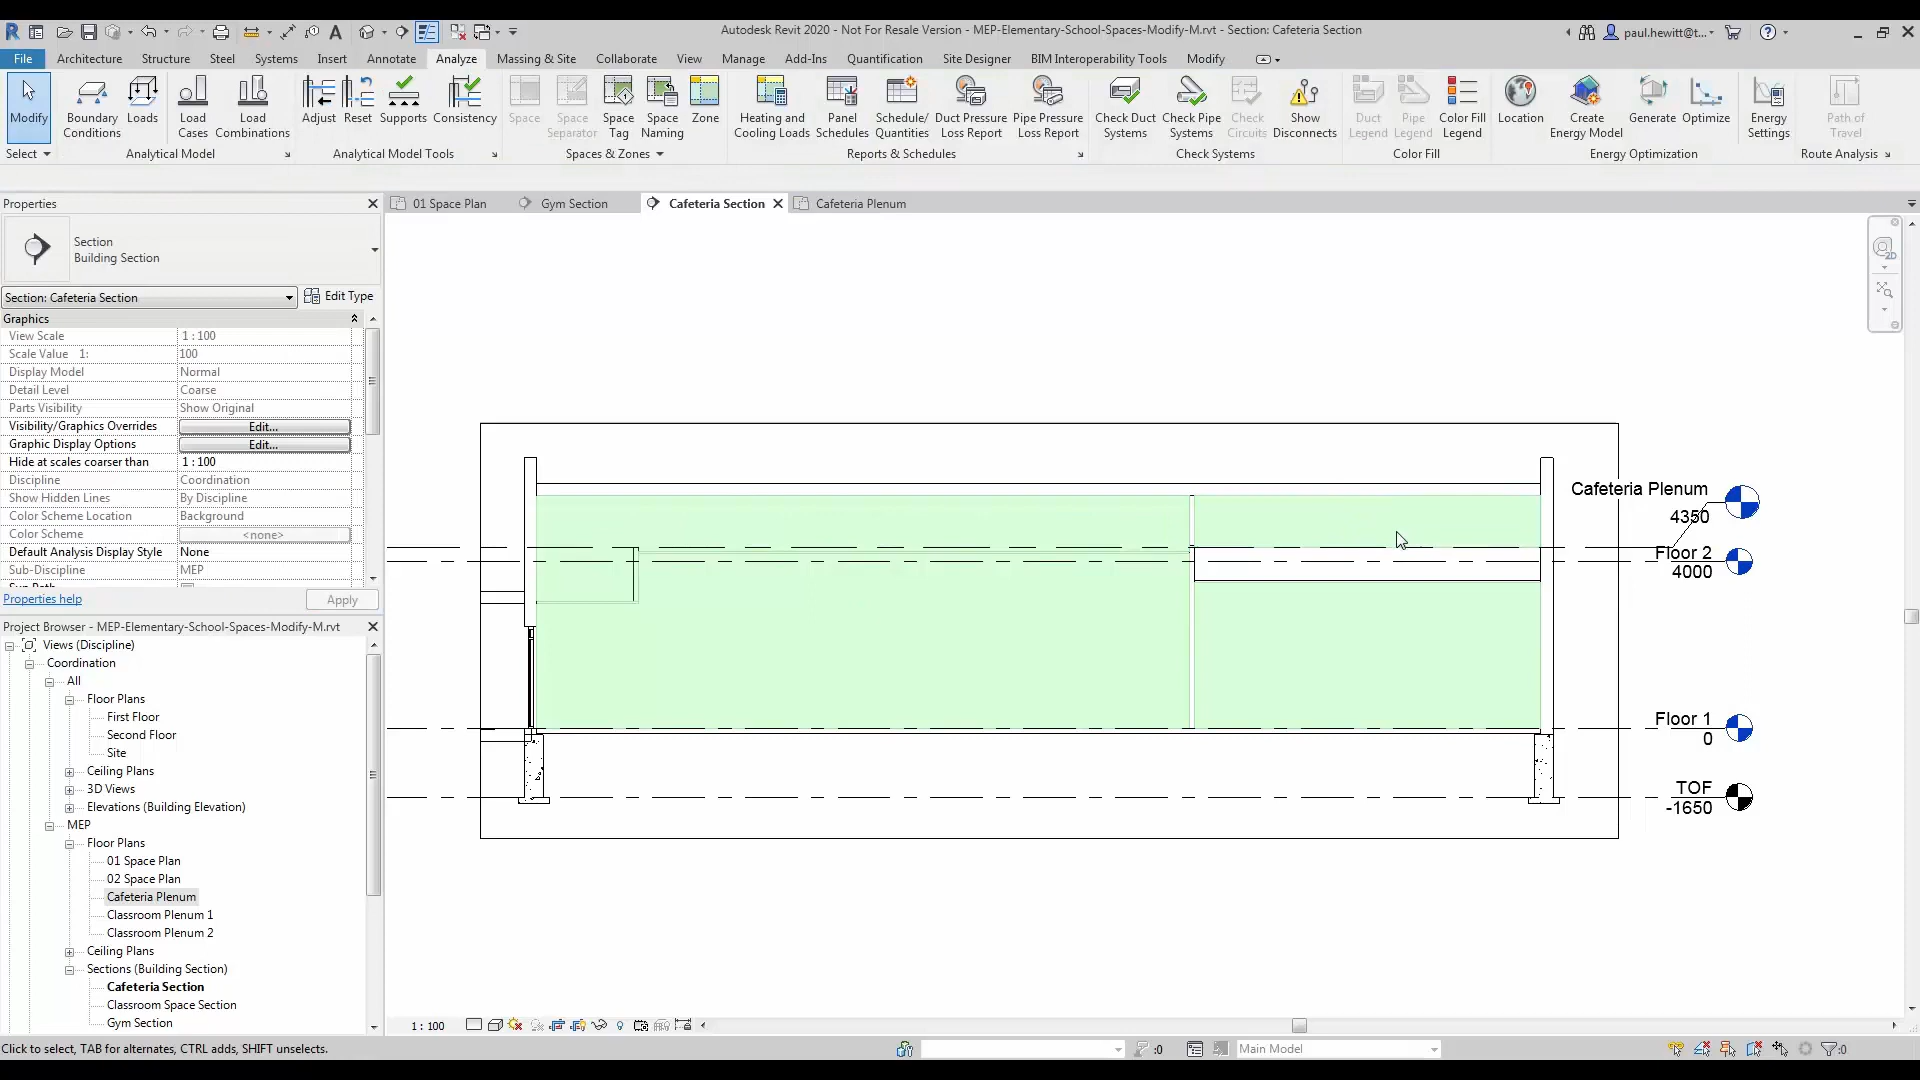 Autodesk Revit 2020 - Not For Resale Version - MEP-Elementary-School-Spaces-Modify-M.rvt - Section: Cafeteria Section
paul.hewitt@t...
File Architecture Structure Steel Systems Insert Annotate Analyze Massing & Site Collaborate View Manage Add-Ins Quantification Site Designer BIM Interoperability Tools Modify
Modify
Boundary Conditions
Loads
Load Cases
Load Combinations
Adjust
Reset
Supports
Consistency
Space
Space Separator
Space Tag
Space Naming
Zone
Heating and Cooling Loads
Panel Schedules
Schedule/ Quantities
Duct Pressure Loss Report
Pipe Pressure Loss Report
Check Duct Systems
Check Pipe Systems
Check Circuits
Show Disconnects
Duct Legend
Pipe Legend
Color Fill Legend
Location
Create Energy Model
Generate
Optimize
Energy Settings
Path of Travel
Select
Analytical Model
Analytical Model Tools
Spaces & Zones
Reports & Schedules
Check Systems
Color Fill
Energy Optimization
Route Analysis
Properties
01 Space Plan
Gym Section
Cafeteria Section
Cafeteria Plenum
Section
Building Section
Section: Cafeteria Section
Edit Type
Graphics
View Scale 1 : 100
Scale Value 1: 100
Display Model Normal
Detail Level Coarse
Parts Visibility Show Original
Visibility/Graphics Overrides Edit...
Graphic Display Options Edit...
Hide at scales coarser than 1 : 100
Discipline Coordination
Show Hidden Lines By Discipline
Color Scheme Location Background
Color Scheme <none>
Default Analysis Display Style None
Sub-Discipline MEP
Sun Path
Properties help
Apply
Project Browser - MEP-Elementary-School-Spaces-Modify-M.rvt
Views (Discipline)
Coordination
All
Floor Plans
First Floor
Second Floor
Site
Ceiling Plans
3D Views
Elevations (Building Elevation)
MEP
Floor Plans
01 Space Plan
02 Space Plan
Cafeteria Plenum
Classroom Plenum 1
Classroom Plenum 2
Ceiling Plans
Sections (Building Section)
Cafeteria Section
Classroom Space Section
Gym Section
Cafeteria Plenum
4350
Floor 2
4000
Floor 1
0
TOF
-1650
2D
1 : 100
Click to select, TAB for alternates, CTRL adds, SHIFT unselects.
:0
Main Model
:0